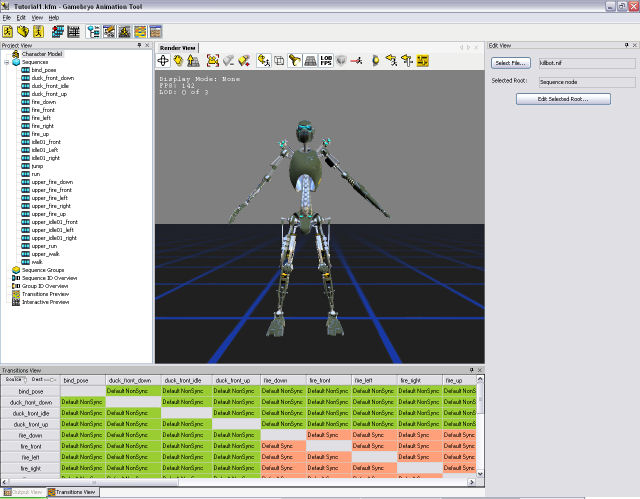 Tutorial1.kfm - Gamebryo Animation Tool
File Edit View Help
Project View
Character Model
Sequences
bind_pose
duck_front_down
duck_front_idle
duck_front_up
fire_down
fire_front
fire_left
fire_right
fire_up
idle01_front
idle01_Left
idle01_right
jump
run
upper_fire_down
upper_fire_front
upper_fire_left
upper_fire_right
upper_fire_up
upper_idle01_front
upper_idle01_left
upper_idle01_right
upper_run
upper_walk
walk
Sequence Groups
Sequence ID Overview
Group ID Overview
Transitions Preview
Interactive Preview
Render View
LOD FPS
Display Mode: None
FPS: 142
LOD: 0 of 3
Edit View
Select File... killbot.nif
Selected Root: Sequence node
Edit Selected Root...
Transitions View
Source Dest bind_pose duck_front_down duck_front_idle duck_front_up fire_down fire_front fire_left fire_right fire_up
bind_pose Default NonSync Default NonSync Default NonSync Default NonSync Default NonSync Default NonSync Default NonSync Default NonS
duck_front_down Default NonSync Default NonSync Default NonSync Default NonSync Default NonSync Default NonSync Default NonSync Default NonS
duck_front_idle Default NonSync Default NonSync Default NonSync Default NonSync Default NonSync Default NonSync Default NonSync Default NonS
duck_front_up Default NonSync Default NonSync Default NonSync Default NonSync Default NonSync Default NonSync Default NonSync Default NonS
fire_down Default NonSync Default NonSync Default NonSync Default NonSync Default Sync Default Sync Default Sync Default Sync
fire_front Default NonSync Default NonSync Default NonSync Default NonSync Default Sync Default Sync Default Sync Default Sync
fire_left Default NonSync Default NonSync Default NonSync Default NonSync Default Sync Default Sync Default Sync Default Sync
fire_right Default NonSync Default NonSync Default NonSync Default NonSync Default Sync Default Sync Default Sync Default Sync
Output View Transitions View